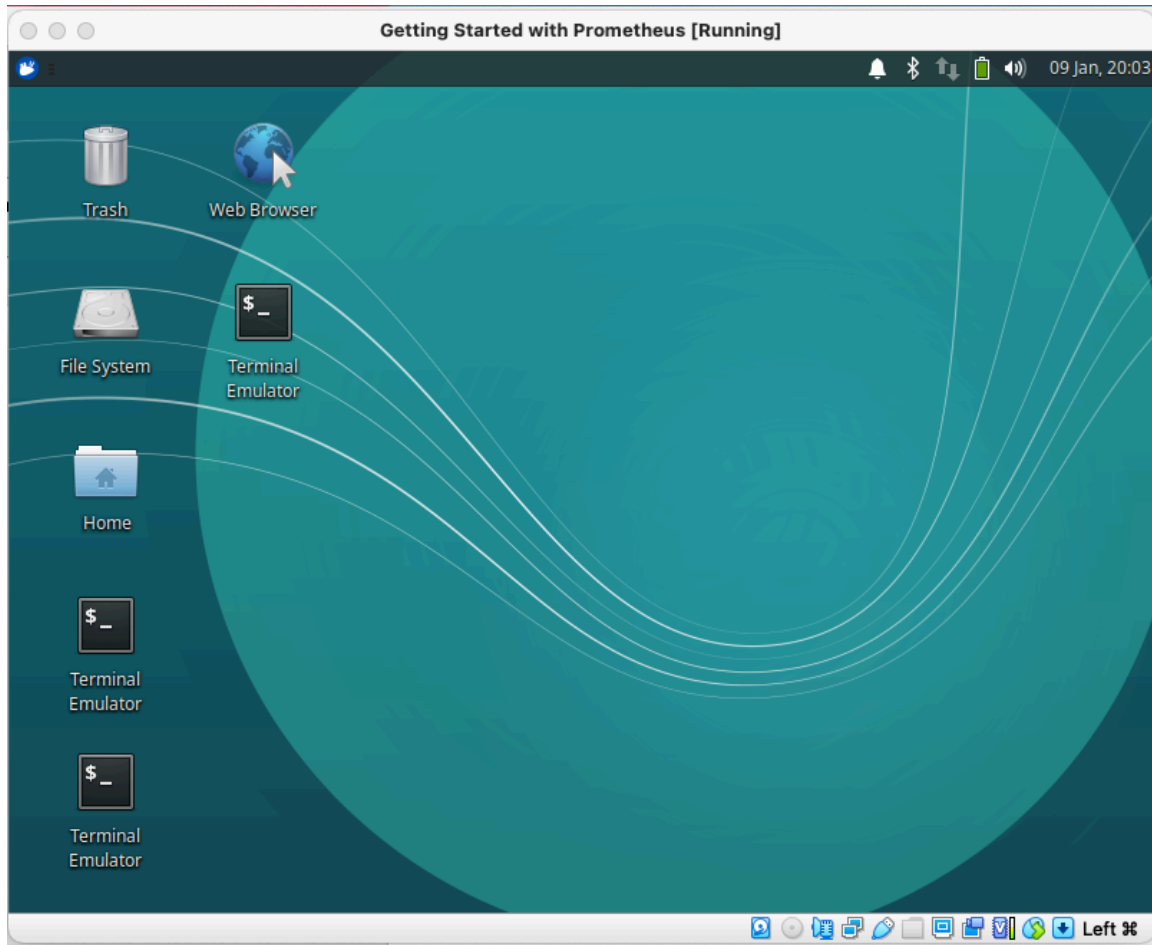 Getting Started with Prometheus [Running]
09 Jan, 20:03
Trash
Web Browser
File System
Terminal
Emulator
Home
Terminal
Emulator
Terminal
Emulator
Left ⌘